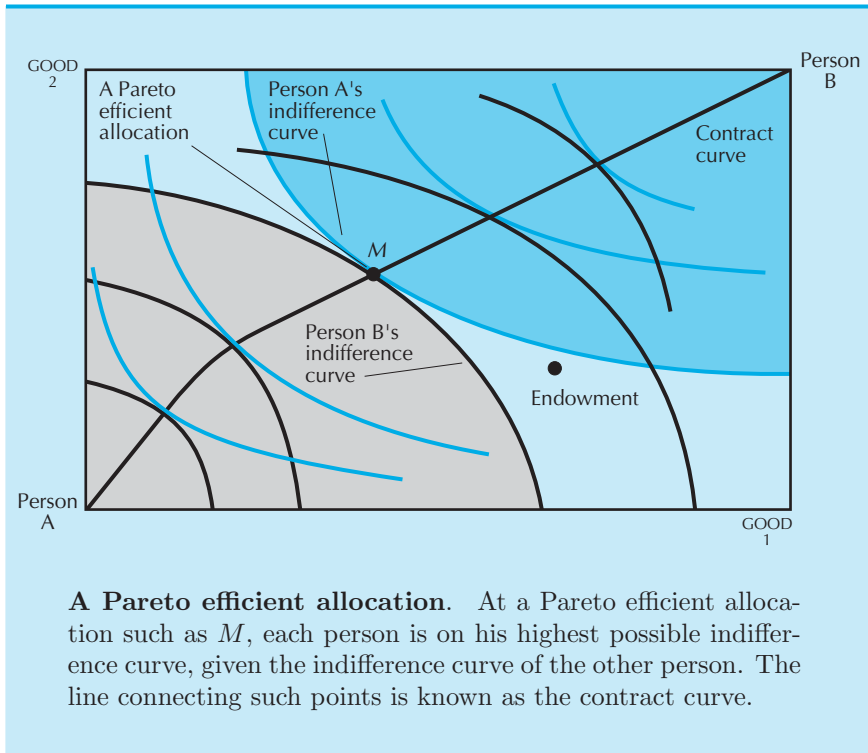 GOOD
2
A Pareto
efficient
allocation
Person A's
indifference
curve
Person
B
Contract
curve
M
Person B's
indifference
curve
Endowment
Person
A
GOOD
1
A Pareto efficient allocation. At a Pareto efficient alloca-
tion such as M, each person is on his highest possible indiffer-
ence curve, given the indifference curve of the other person. The
line connecting such points is known as the contract curve.